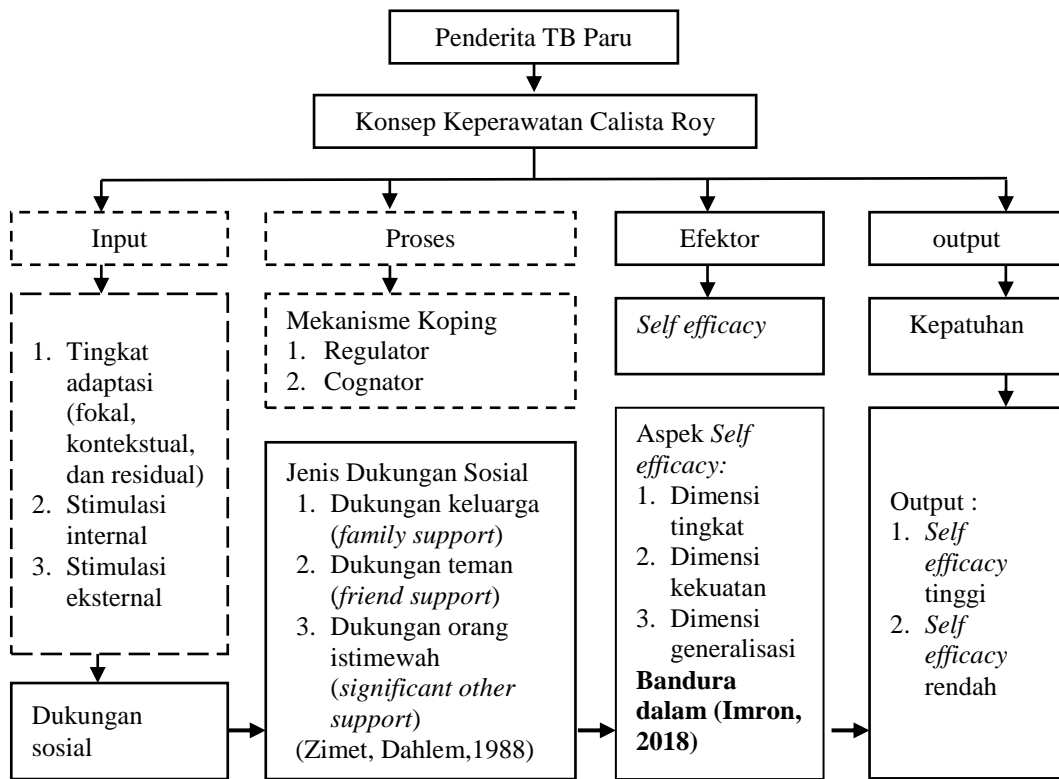 Penderita TB Paru
Konsep Keperawatan Calista Roy
Input
Proses
Efektor
output
1. Tingkat
adaptasi
(fokal,
kontekstual,
dan residual)
2. Stimulasi
internal
3. Stimulasi
eksternal
Mekanisme Koping
1. Regulator
2. Cognator
Self efficacy
Kepatuhan
Dukungan
sosial
Jenis Dukungan Sosial
1. Dukungan keluarga
(family support)
2. Dukungan teman
(friend support)
3. Dukungan orang
istimewah
(significant other
support)
(Zimet, Dahlem,1988)
Aspek Self
efficacy:
1. Dimensi
tingkat
2. Dimensi
kekuatan
3. Dimensi
generalisasi
Bandura
dalam (Imron,
2018)
Output :
1. Self
efficacy
tinggi
2. Self
efficacy
rendah